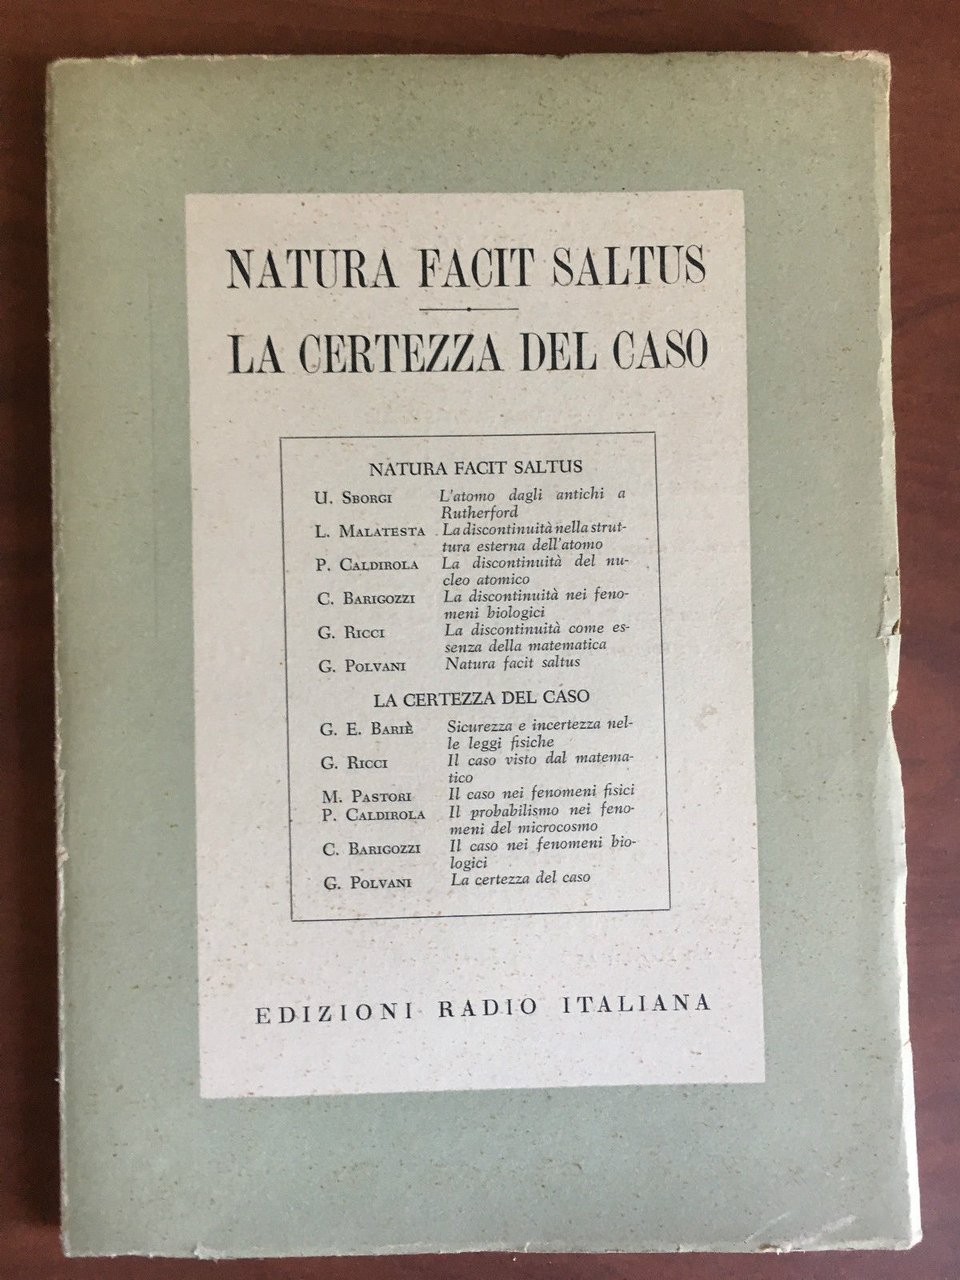 NATURA FACIT SALTUS
LA CERTEZZA DEL CASO
NATURA FACIT SALTUS
U. SBORGI L'atomo dagli antichi a
Rutherford
L. MALATESTA La discontinuità nella strut-
tura esterna dell'atomo
P. CALDIROLA La discontinuità del nu-
cleo atomico
C. BARIGOZZI La discontinuità nei feno-
meni biologici
G. RICCI La discontinuità come es-
senza della matematica
G. POLVANI Natura facit saltus
LA CERTEZZA DEL CASO
G. E. BARIÈ Sicurezza e incertezza nel-
le leggi fisiche
G. RICCI Il caso visto dal matema-
tico
M. PASTORI Il caso nei fenomeni fisici
P. CALDIROLA Il probabilismo nei feno-
meni del microcosmo
C. BARIGOZZI Il caso nei fenomeni bio-
logici
G. POLVANI La certezza del caso
EDIZIONI RADIO ITALIANA